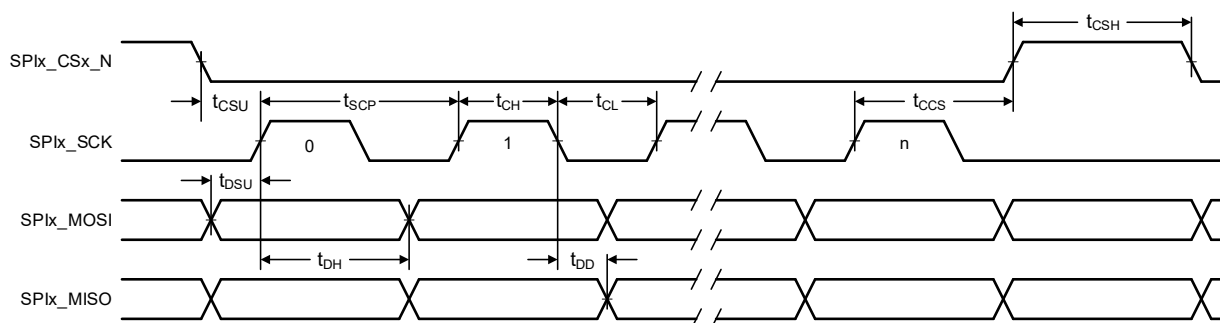 SPIx_CSx_N
tCSH
tCSU
tSCP
tCH
tCL
tCCS
SPIx_SCK
0
1
n
tDSU
SPIx_MOSI
tDH
tDD
SPIx_MISO